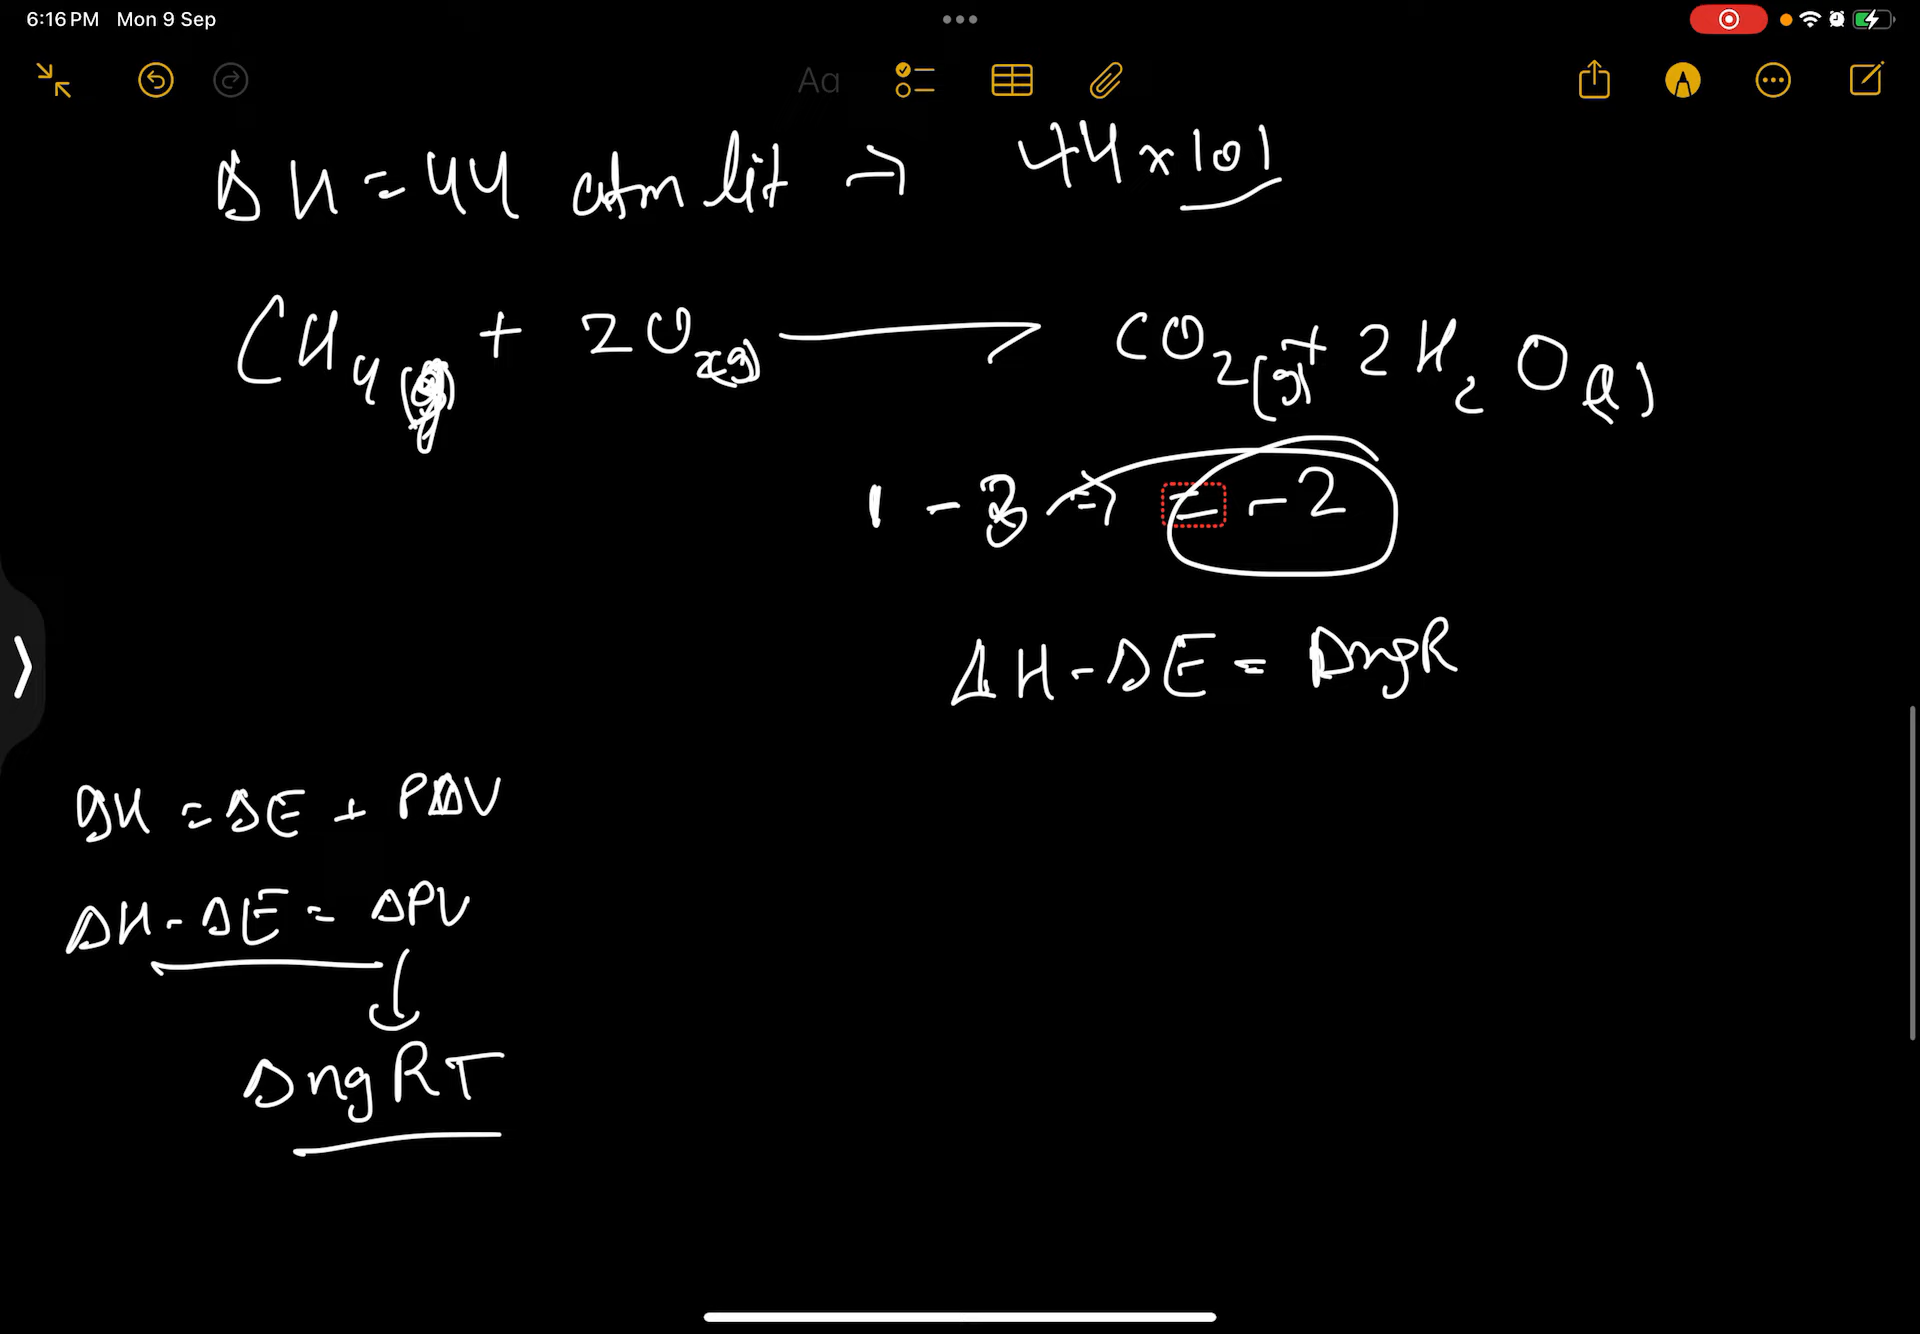 6:16 PM Mon 9 Sep
Aa
ΔH = 44 atm lit ⇒ 44 × 101
CH4(g) + 2O2(g) → CO2(g) + 2H2O(l)
1 - 3 ⇒ = -2
ΔH - ΔE = ΔngR
ΔH = ΔE + PΔV
ΔH - ΔE = ΔPV
ΔngRT